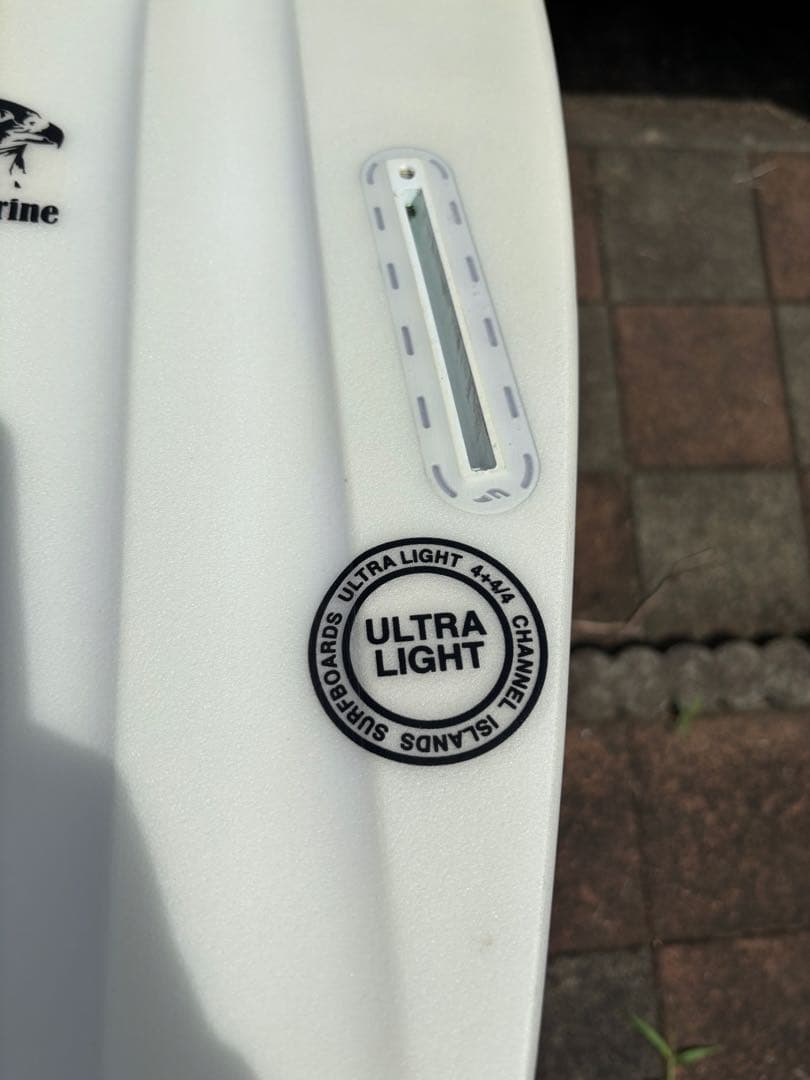 rine
ULTRA LIGHT 4+4/4 CHANNEL ISLANDS SURFBOARDS
ULTRA
LIGHT